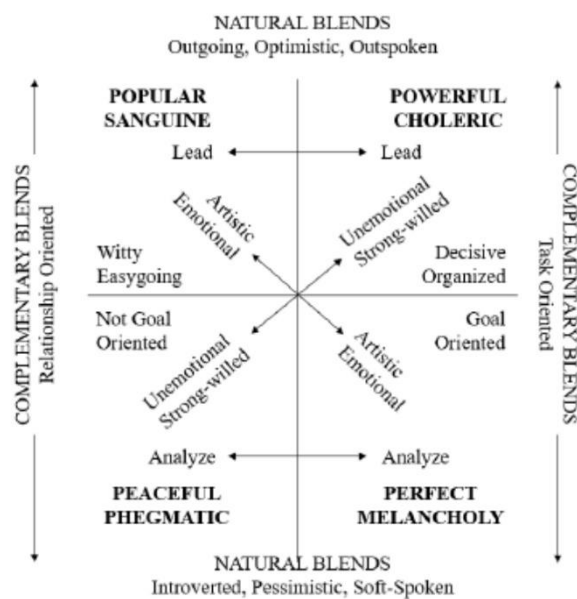 NATURAL BLENDS
Outgoing, Optimistic, Outspoken
POPULAR
SANGUINE
POWERFUL
CHOLERIC
Lead
Lead
Artistic
Emotional
Unemotional
Strong-willed
Witty
Easygoing
Decisive
Organized
COMPLEMENTARY BLENDS
Relationship Oriented
COMPLEMENTARY BLENDS
Task Oriented
Not Goal
Oriented
Goal
Oriented
Unemotional
Strong-willed
Artistic
Emotional
Analyze
Analyze
PEACEFUL
PHEGMATIC
PERFECT
MELANCHOLY
NATURAL BLENDS
Introverted, Pessimistic, Soft-Spoken